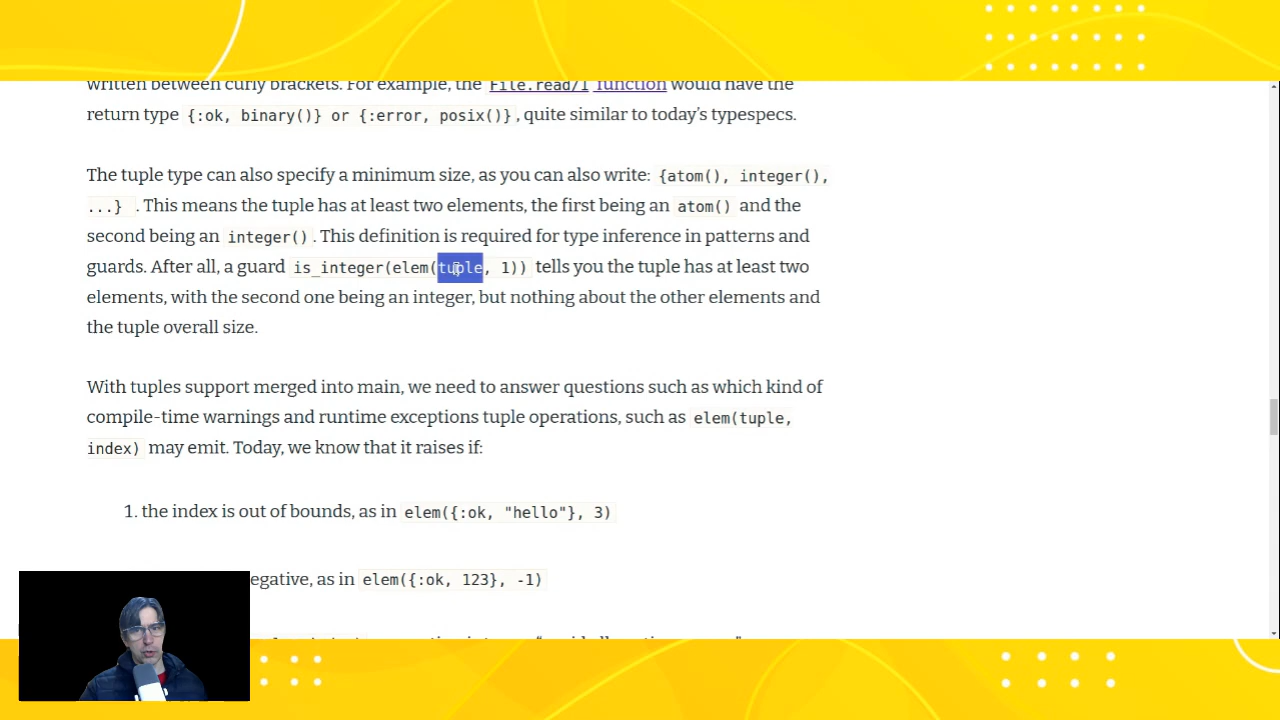 written between curly brackets. For example, the File.read/1 function would have the
return type {:ok, binary()} or {:error, posix()}, quite similar to today’s typespecs.
The tuple type can also specify a minimum size, as you can also write: {atom(), integer(),
...} . This means the tuple has at least two elements, the first being an atom() and the
second being an integer(). This definition is required for type inference in patterns and
guards. After all, a guard is_integer(elem(tuple, 1)) tells you the tuple has at least two
elements, with the second one being an integer, but nothing about the other elements and
the tuple overall size.
With tuples support merged into main, we need to answer questions such as which kind of
compile-time warnings and runtime exceptions tuple operations, such as elem(tuple,
index) may emit. Today, we know that it raises if:
1. the index is out of bounds, as in elem({:ok, "hello"}, 3)
egative, as in elem({:ok, 123}, -1)